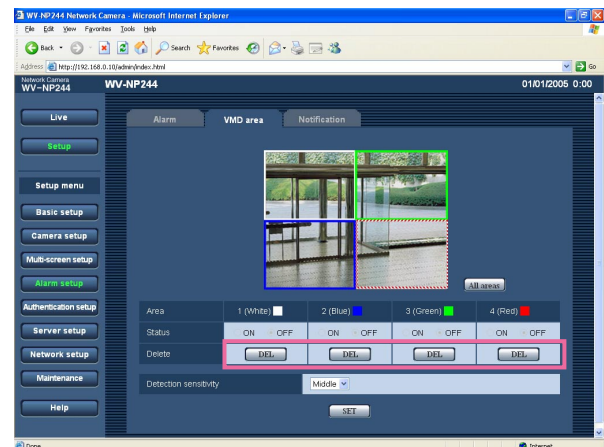 WV-NP244 Network Camera - Microsoft Internet Explorer
File Edit View Favorites Tools Help
Back Search Favorites
Address http://192.168.0.10/admin/index.html Go
Network Camera
WV-NP244 WV-NP244 01/01/2005 0:00
Live
Setup
Setup menu
Basic setup
Camera setup
Multi-screen setup
Alarm setup
Authentication setup
Server setup
Network setup
Maintenance
Help
Alarm VMD area Notification
All areas
Area 1 (White) 2 (Blue) 3 (Green) 4 (Red)
Status ON OFF ON OFF ON OFF ON OFF
Delete DEL DEL DEL DEL
Detection sensitivity Middle
SET
Done Internet